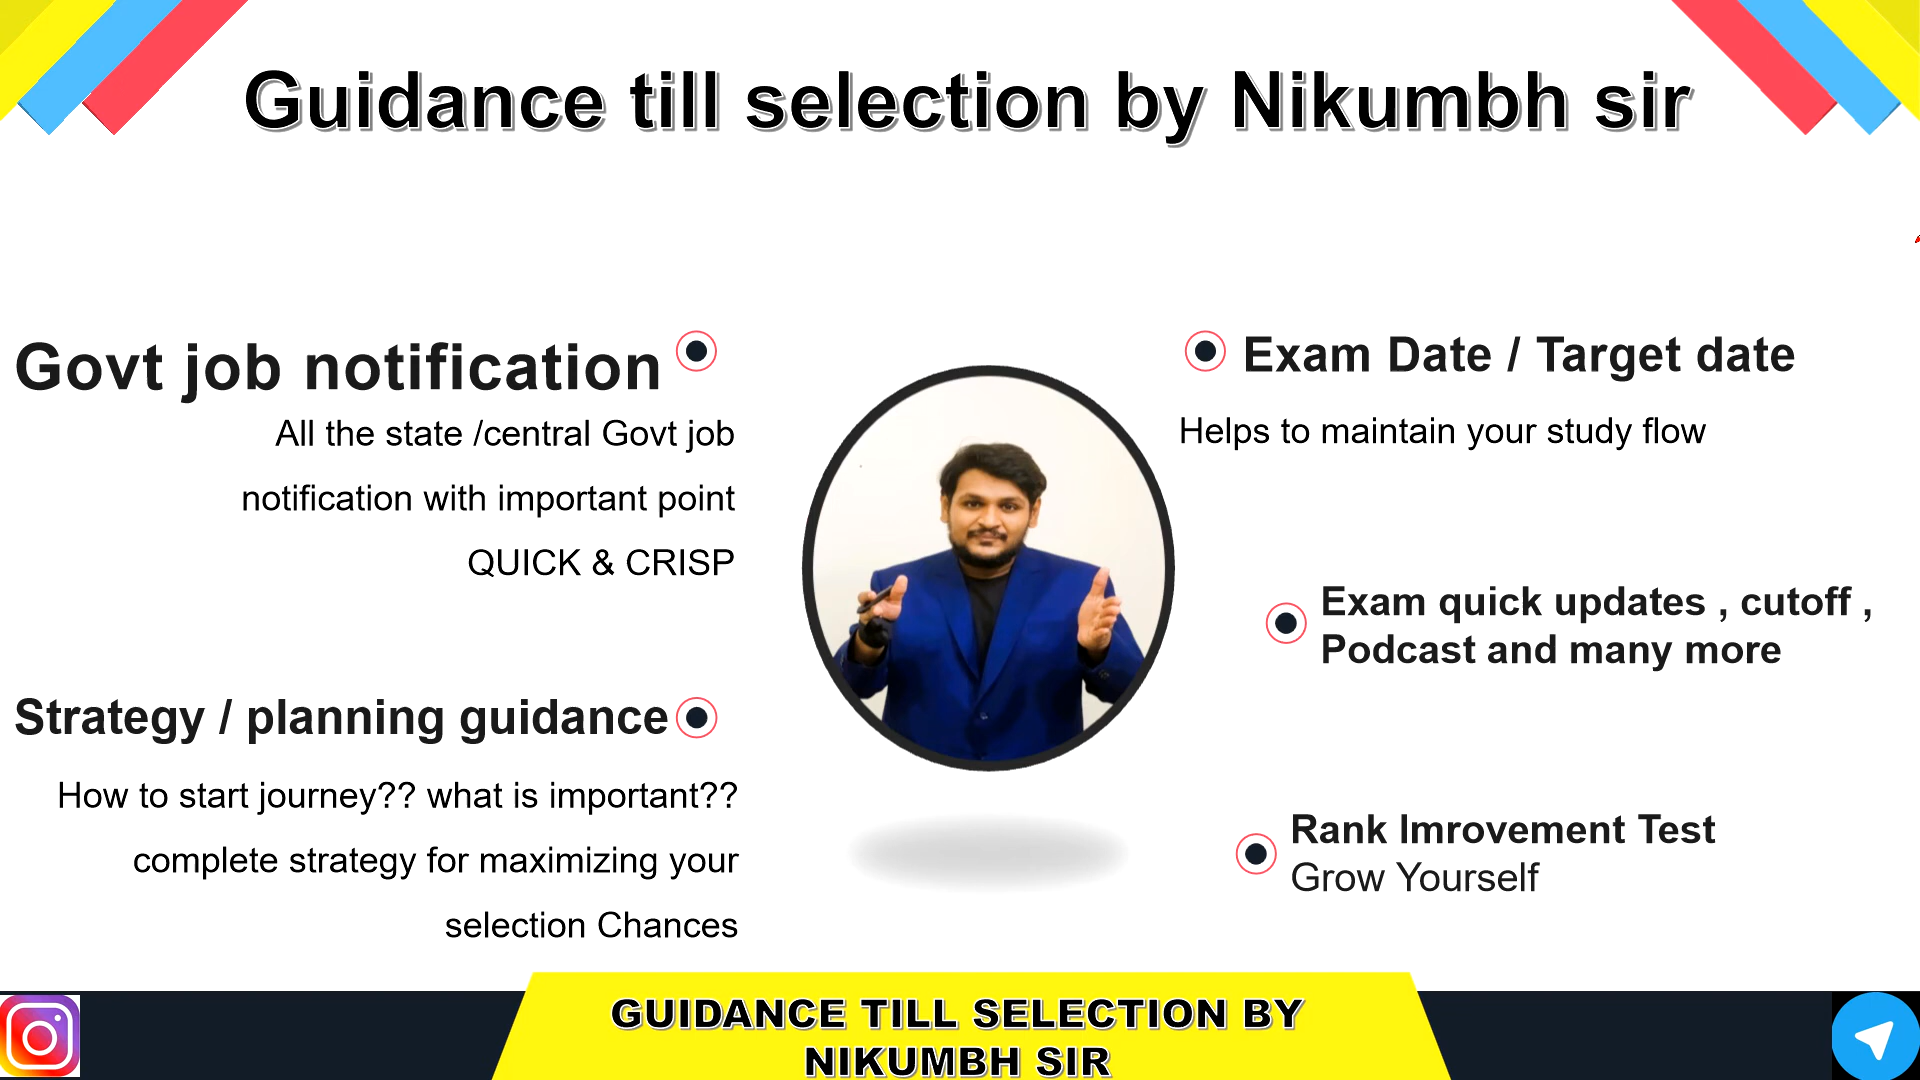 Guidance till selection by Nikumbh sir
Govt job notification
All the state /central Govt job
notification with important point
QUICK & CRISP
Strategy / planning guidance
How to start journey?? what is important??
complete strategy for maximizing your
selection Chances
Exam Date / Target date
Helps to maintain your study flow
Exam quick updates , cutoff ,
Podcast and many more
Rank Imrovement Test
Grow Yourself
GUIDANCE TILL SELECTION BY
NIKUMBH SIR